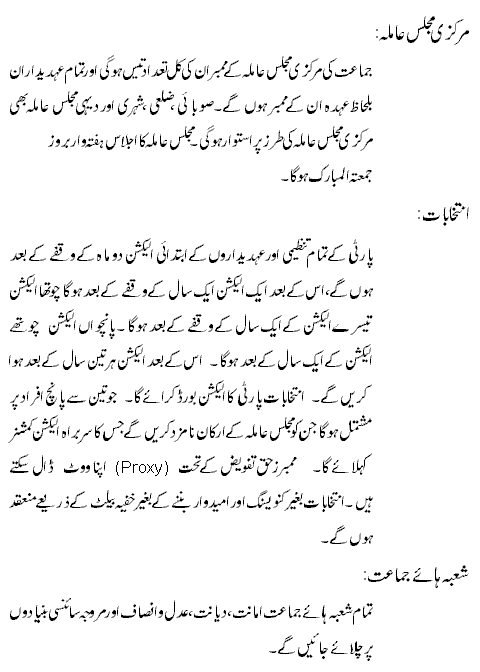 مرکزی مجلس عاملہ:
جماعت کی مرکزی مجلس عاملہ کے ممبران کی کل تعداد تیس ہوگی اور تمام عہدیداران
بلحاظ عہدہ ان کے ممبر ہوں گے۔ صوبائی، ضلعی، شہری اور دیہی مجلس عاملہ بھی
مرکزی مجلس عاملہ کی طرز پر استوار ہوگی۔ مجلس عاملہ کا اجلاس ہفتہ وار بروز
جمعتہ المبارک ہوگا۔
انتخابات:
پارٹی کے تمام تنظیمی اور عہدیداروں کے ابتدائی الیکشن دو ماہ کے وقفے کے بعد
ہوں گے، اس کے بعد ایک الیکشن ایک سال کے وقفے کے بعد ہوگا چوتھا الیکشن
تیسرے الیکشن کے ایک سال کے وقفے کے بعد ہوگا۔ پانچواں الیکشن چوتھے
الیکشن کے ایک سال کے بعد ہوگا۔ اس کے بعد الیکشن ہر تین سال کے بعد ہوا
کریں گے۔ انتخابات پارٹی کا الیکشن بورڈ کرائے گا۔ جو تین سے پانچ افراد پر
مشتمل ہوگا جن کو مجلس عاملہ کے ارکان نامزد کریں گے جس کا سربراہ الیکشن کمشنر
کہلائے گا۔ ممبرز حق تفویض کے تحت (Proxy) اپنا ووٹ ڈال سکتے
ہیں۔ انتخابات بغیر کنویسنگ اور امیدوار بننے کے بغیر خفیہ بیلٹ کے ذریعے منعقد
ہوں گے۔
شعبہ ہائے جماعت:
تمام شعبہ ہائے جماعت امانت، دیانت، عدل و انصاف اور مروجہ سائنسی بنیادوں
پر چلائے جائیں گے۔